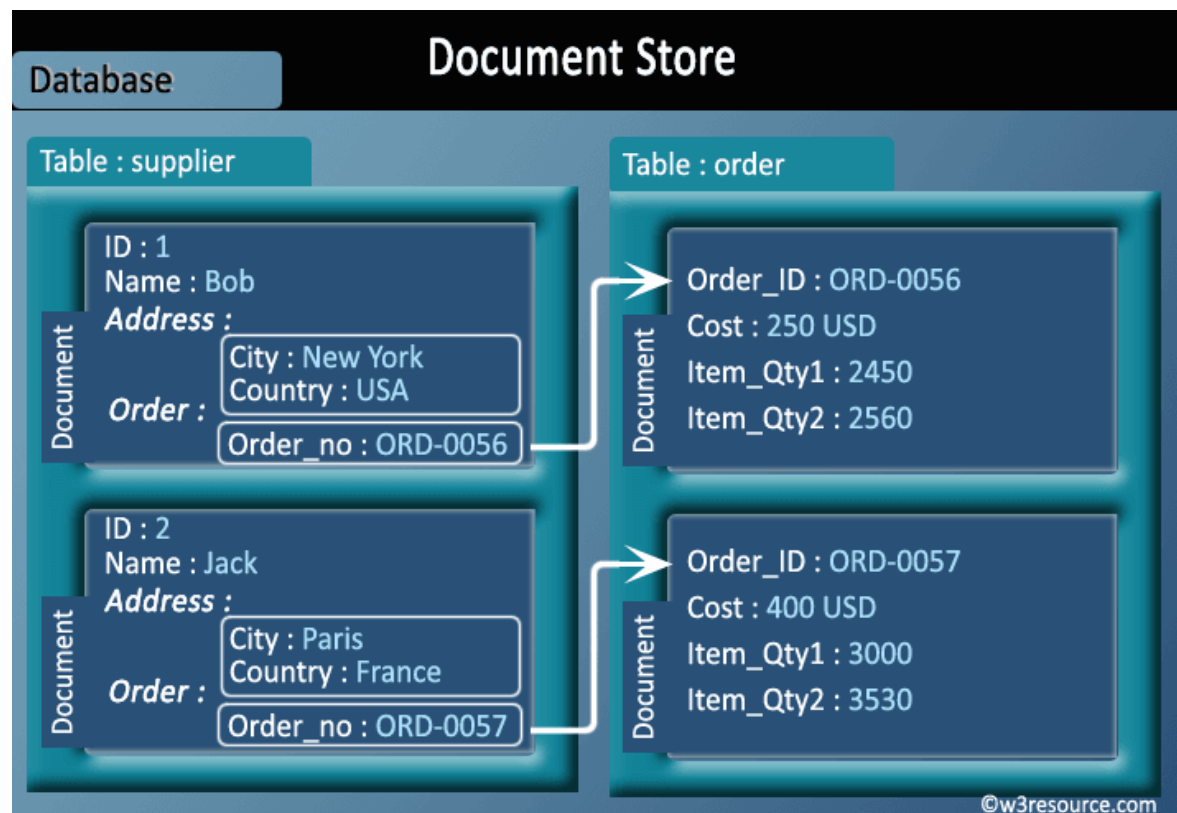 Document Store
Database
Table : supplier
ID : 1
Name : Bob
Address :
City : New York
Country : USA
Order :
Order_no : ORD-0056
Document
ID : 2
Name : Jack
Address :
City : Paris
Country : France
Order :
Order_no : ORD-0057
Document
Table : order
Order_ID : ORD-0056
Cost : 250 USD
Item_Qty1 : 2450
Item_Qty2 : 2560
Document
Order_ID : ORD-0057
Cost : 400 USD
Item_Qty1 : 3000
Item_Qty2 : 3530
Document
©w3resource.com